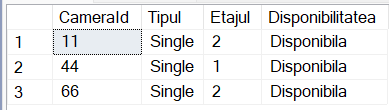 CameraId Tipul Etajul Disponibilitatea
1 11 Single 2 Disponibila
2 44 Single 1 Disponibila
3 66 Single 2 Disponibila